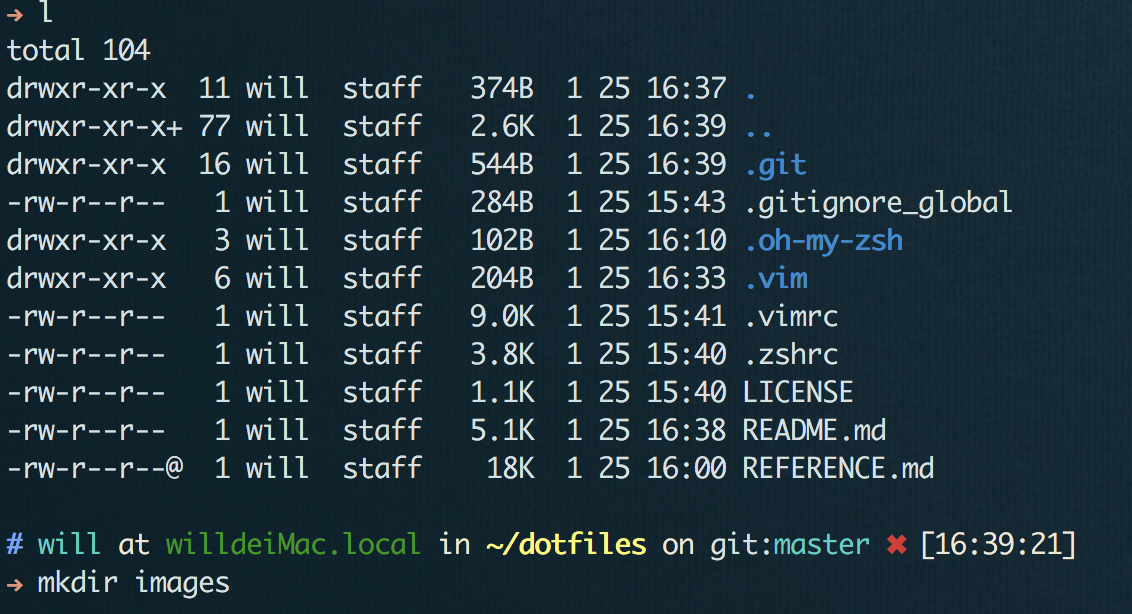 → l
total 104
drwxr-xr-x  11 will  staff   374B  1 25 16:37 .
drwxr-xr-x+ 77 will  staff   2.6K  1 25 16:39 ..
drwxr-xr-x  16 will  staff   544B  1 25 16:39 .git
-rw-r--r--   1 will  staff   284B  1 25 15:43 .gitignore_global
drwxr-xr-x   3 will  staff   102B  1 25 16:10 .oh-my-zsh
drwxr-xr-x   6 will  staff   204B  1 25 16:33 .vim
-rw-r--r--   1 will  staff   9.0K  1 25 15:41 .vimrc
-rw-r--r--   1 will  staff   3.8K  1 25 15:40 .zshrc
-rw-r--r--   1 will  staff   1.1K  1 25 15:40 LICENSE
-rw-r--r--   1 will  staff   5.1K  1 25 16:38 README.md
-rw-r--r--@  1 will  staff    18K  1 25 16:00 REFERENCE.md
# will at willdeiMac.local in ~/dotfiles on git:master ✖ [16:39:21]
→ mkdir images